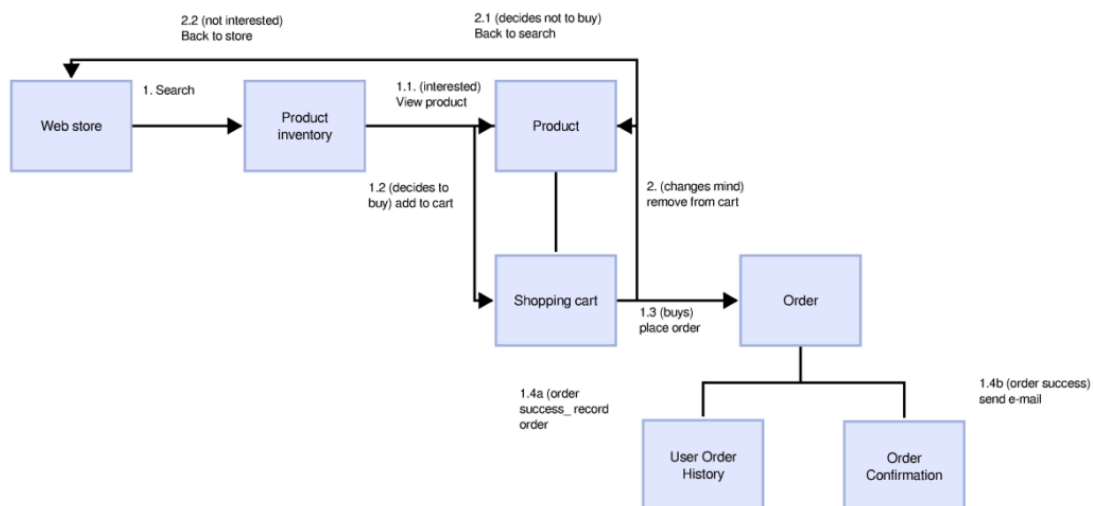 2.2 (not interested)
Back to store
2.1 (decides not to buy)
Back to search
Web store
1. Search
Product
inventory
1.1. (interested)
View product
Product
1.2 (decides to
buy) add to cart
2. (changes mind)
remove from cart
Shopping cart
1.3 (buys)
place order
Order
1.4a (order
success_ record
order
1.4b (order success)
send e-mail
User Order
History
Order
Confirmation